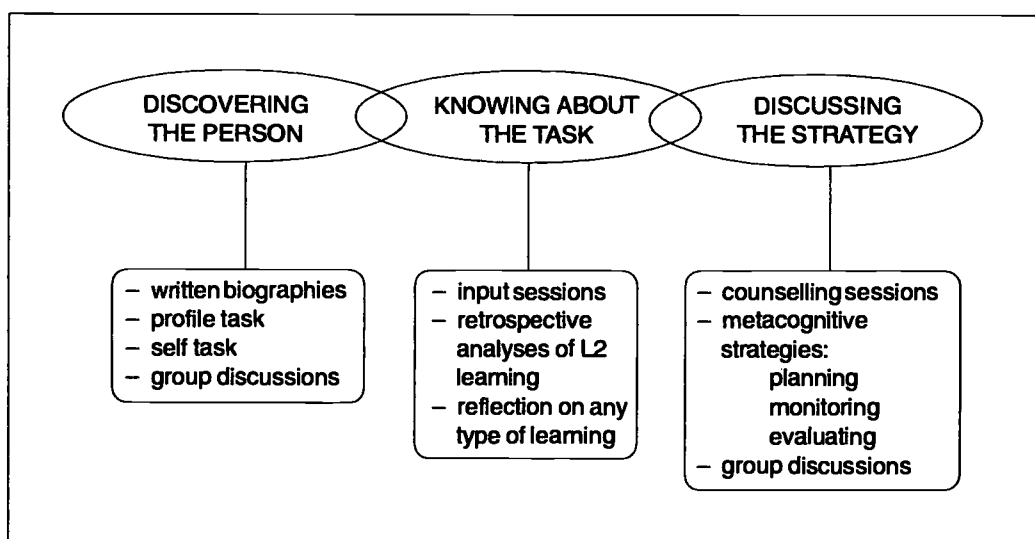 DISCOVERING
THE PERSON
KNOWING ABOUT
THE TASK
DISCUSSING
THE STRATEGY
– written biographies
– profile task
– self task
– group discussions
– input sessions
– retrospective
analyses of L2
learning
– reflection on any
type of learning
– counselling sessions
– metacognitive
strategies:
planning
monitoring
evaluating
– group discussions